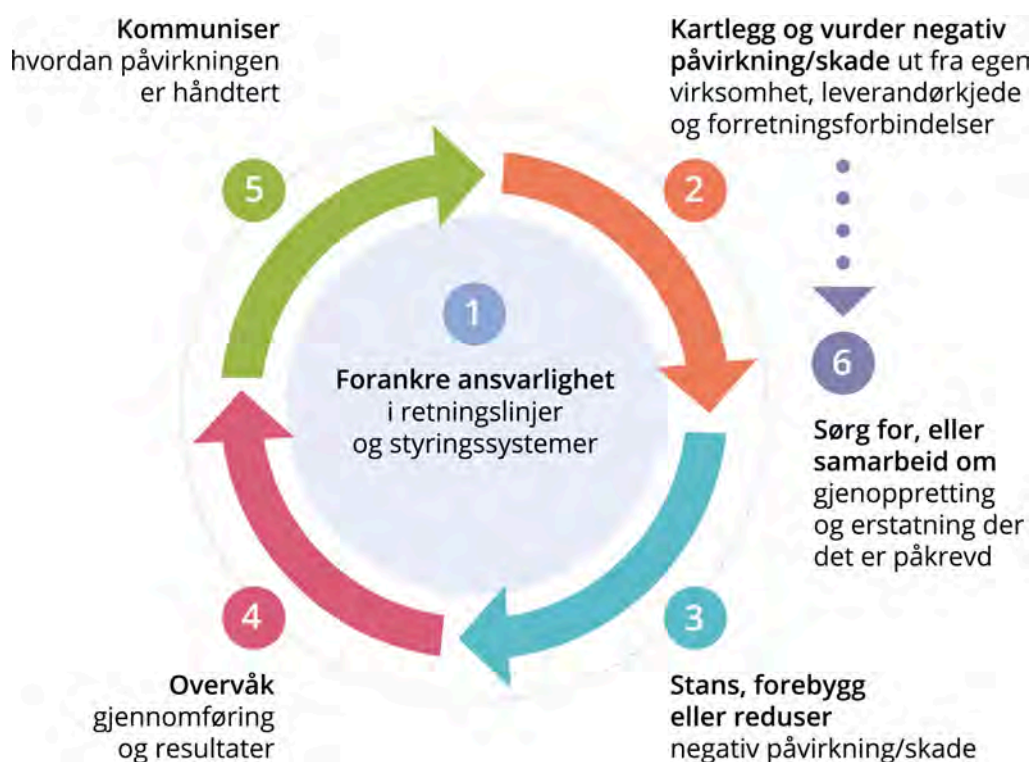 Kommuniser
hvordan påvirkningen
er håndtert
5
Kartlegg og vurder negativ
påvirkning/skade ut fra egen
virksomhet, leverandørkjede
og forretningsforbindelser
2
1
Forankre ansvarlighet
i retningslinjer
og styringssystemer
6
Sørg for, eller
samarbeid om
gjenoppretting
og erstatning der
det er påkrevd
4
Overvåk
gjennomføring
og resultater
3
Stans, forebygg
eller reduser
negativ påvirkning/skade